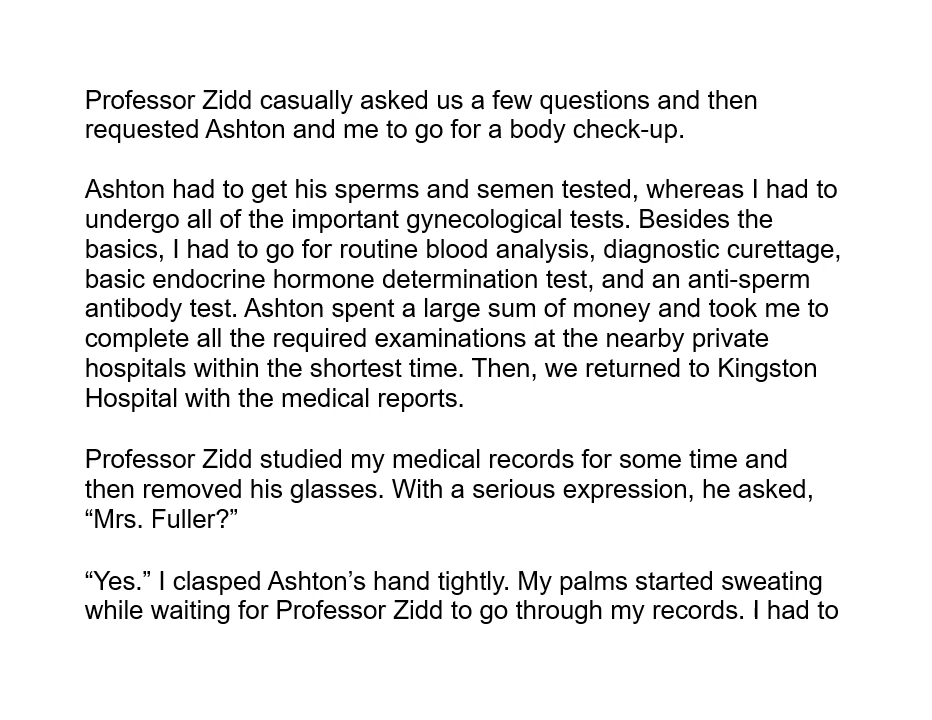 Professor Zidd casually asked us a few questions and then
requested Ashton and me to go for a body check-up.
Ashton had to get his sperms and semen tested, whereas I had to
undergo all of the important gynecological tests. Besides the
basics, I had to go for routine blood analysis, diagnostic curettage,
basic endocrine hormone determination test, and an anti-sperm
antibody test. Ashton spent a large sum of money and took me to
complete all the required examinations at the nearby private
hospitals within the shortest time. Then, we returned to Kingston
Hospital with the medical reports.
Professor Zidd studied my medical records for some time and
then removed his glasses. With a serious expression, he asked,
“Mrs. Fuller?”
“Yes.” I clasped Ashton’s hand tightly. My palms started sweating
while waiting for Professor Zidd to go through my records. I had to